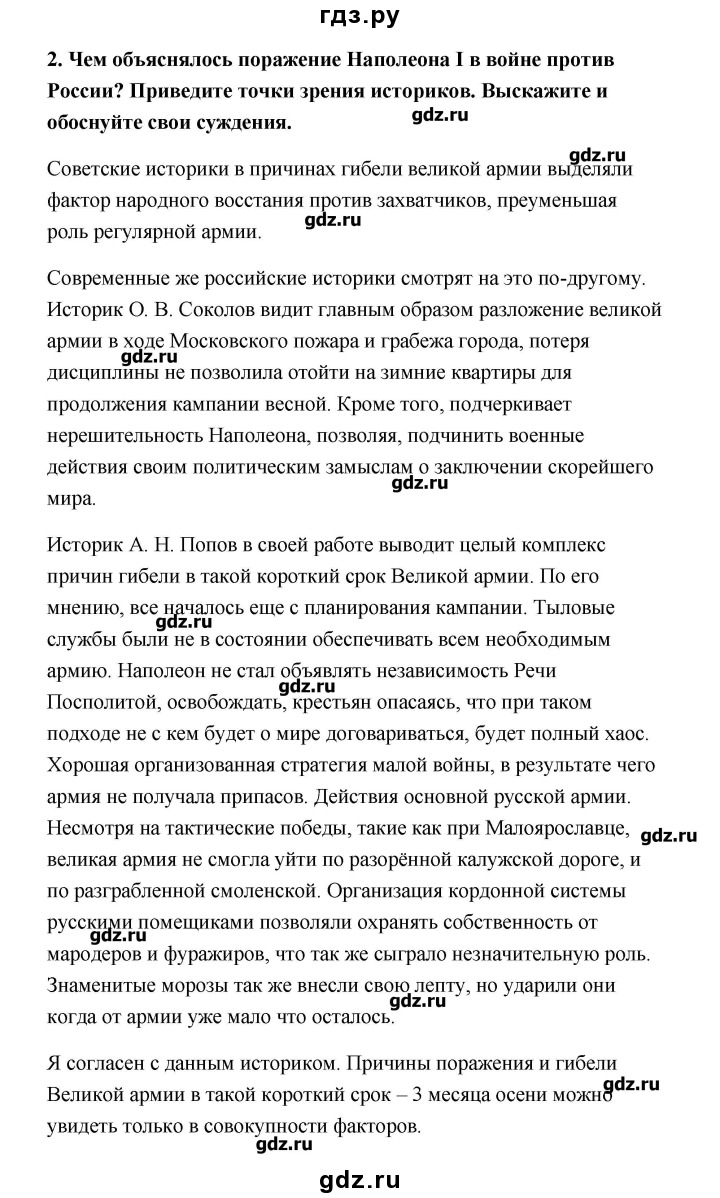 гдз.ру
2. Чем объяснялось поражение Наполеона I в войне против
России? Приведите точки зрения историков. Выскажите и
gdz.ru
обоснуйте свои суждения.
gdz.ru
Советские историки в причинах гибели великой армии выделяли
фактор народного восстания против захватчиков, преуменьшая
gdz.ru
роль регулярной армии.
Современные же российские историки смотрят на это по-другому.
Историк О. В. Соколов видит главным образом разложение великой
армии в ходе Московского пожара и грабежа города, потеря
gdz.ru
дисциплины не позволила отойти на зимние квартиры для
продолжения кампании весной. Кроме того, подчеркивает
нерешительность Наполеона, позволяя, подчинить военные
действия своим политическим замыслам о заключении скорейшего
gdz.ru
мира.
Историк А. Н. Попов в своей работе выводит целый комплекс
причин гибели в такой короткий срок Великой армии. По его
мнению, все началось еще с планирования кампании. Тыловые
gdz.ru
службы были не в состоянии обеспечивать всем необходимым
армию. Наполеон не стал объявлять независимость Речи
gdz.ru
Посполитой, освобождать, крестьян опасаясь, что при таком
подходе не с кем будет о мире договариваться, будет полный хаос.
Хорошая организованная стратегия малой войны, в результате чего
армия не получала припасов. Действия основной русской армии.
Несмотря на тактические победы, такие как при Малоярославце,
gdz.ru
великая армия не смогла уйти по разорённой калужской дороге, и
по разграбленной смоленской. Организация кордонной системы
русскими помещиками позволяли охранять собственность от
gdz.ru
мародеров и фуражиров, что так же сыграло незначительную роль.
Знаменитые морозы так же внесли свою лепту, но ударили они
gdz.ru
когда от армии уже мало что осталось.
Я согласен с данным историком. Причины поражения и гибели
gdz.ru
Великой армии в такой короткий срок – 3 месяца осени можно
увидеть только в совокупности факторов.
gdz.ru
gdz.ru